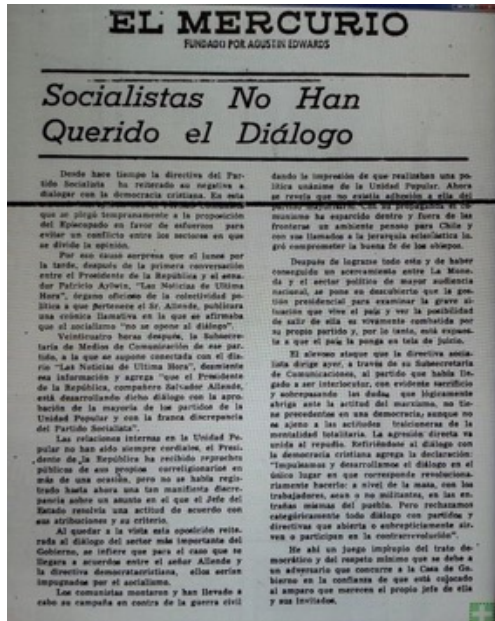 EL MERCURIO
FUNDADO POR AGUSTIN EDWARDS
Socialistas No Han
Querido el Diálogo
Desde hace tiempo la directiva del Par-
tido Socialista ha reiterado su negativa a
dialogar con la democracia cristiana. En esta
que se plegó tempranamente a la proposición
del Episcopado en favor de esfuerzos para
evitar un conflicto entre los sectores en que
se divide la opinión.
Por eso causó sorpresa que el lunes por
la tarde, después de la primera conversación
entre el Presidente de la República y el sena-
dor Patricio Aylwin, "Las Noticias de Ultima
Hora", órgano oficioso de la colectividad po-
lítica a que pertenece el Sr. Allende, publicara
una crónica llamativa en la que se afirmaba
que el socialismo "no se opone al diálogo".
Veinticuatro horas después, la Subsecre-
taría de Medios de Comunicación de ese par-
tido, a la que se supone conectada con el dia-
rio "Las Noticias de Ultima Hora", desmiente
esa información y agrega "que el Presidente
de la República, compañero Salvador Allende,
está desarrollando dicho diálogo con la apro-
bación de la mayoría de los partidos de la
Unidad Popular y con la franca discrepancia
del Partido Socialista".
Las relaciones internas en la Unidad Po-
pular no han sido siempre cordiales, el Presi-
dente de la República ha recibido reproches
públicos de sus propios correligionarios en
más de una ocasión, pero no se había regis-
trado hasta ahora una tan manifiesta discre-
pancia sobre un asunto en el que el Jefe del
Estado resolvía una actitud de acuerdo con
sus atribuciones y su criterio.
Al quedar a la vista esta oposición reite-
rada al diálogo del sector más importante del
Gobierno, se infiere que para el caso que se
llegara a acuerdos entre el señor Allende y
la directiva democratacristiana, ellos serían
impugnados por el socialismo.
Los comunistas montaron y han llevado a
cabo su campaña en contra de la guerra civil
dando la impresión de que realizaban una po-
lítica unánime de la Unidad Popular. Ahora
se revela que no existía adhesión a ella del
partido mayoritario. Con su propaganda el co-
munismo ha esparcido dentro y fuera de las
fronteras un ambiente penoso para Chile y
con sus llamados a la jerarquía eclesiástica lo-
gró comprometer la buena fe de los obispos.
Después de lograrse todo esto y de haber
conseguido un acercamiento entre La Mone-
da y el sector político de mayor audiencia
nacional, se pone en descubierto que la ges-
tión presidencial para examinar la grave si-
tuación que vive el país y ver la posibilidad
de salir de ella es vivamente combatida por
su propio partido y, por lo tanto, está expues-
ta a que el país la ponga en tela de juicio.
El alevoso ataque que la directiva socia-
lista dirige ayer, a través de su Subsecretaría
de Comunicaciones, al partido que había lle-
gado a ser interlocutor, con evidente sacrificio
y sobrepasando las dudas que lógicamente
abriga ante la actitud del marxismo, no tie-
ne precedentes en una democracia, aunque no
es ajeno a las actitudes traicioneras de la
mentalidad totalitaria. La agresión directa va
unida al repudio. Refiriéndose al diálogo con
la democracia cristiana agrega la declaración:
"Impulsamos y desarrollamos el diálogo en el
único lugar en que corresponde revoluciona-
riamente hacerlo: a nivel de la masa, con los
trabajadores, sean o no militantes, en las en-
trañas mismas del pueblo. Pero rechazamos
categóricamente todo diálogo con partidos y
directivas que abierta o subrepticiamente sir-
ven o participan en la contrarrevolución".
He ahí un juego impropio del trato de-
mocrático y del respeto mínimo que se debe a
un adversario que concurre a la Casa de Go-
bierno en la confianza de que está colocado
al amparo que merecen el propio jefe de ella
y sus invitados.